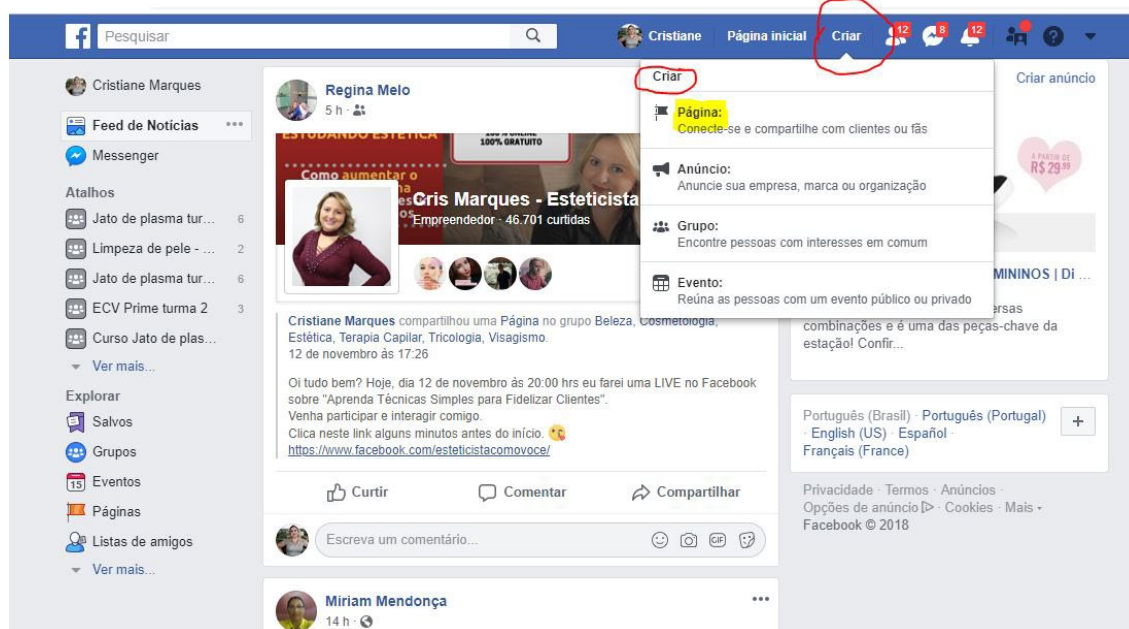 f
Pesquisar
Cristiane
Página inicial
Criar
12
8
12
Cristiane Marques
Feed de Notícias
Messenger
Atalhos
Jato de plasma tur... 6
Limpeza de pele - ... 2
Jato de plasma tur... 6
ECV Prime turma 2 3
Curso Jato de plas...
Ver mais...
Explorar
Salvos
Grupos
15 Eventos
Páginas
Listas de amigos
Ver mais...
Regina Melo
5 h ·
ESTUDANDO ESTÉTICA
100% GRATUITO
Como aumentar o
Cris Marques - Esteticista
Empreendedor · 46.701 curtidas
Cristiane Marques compartilhou uma Página no grupo Beleza, Cosmetologia,
Estética, Terapia Capilar, Tricologia, Visagismo.
12 de novembro às 17:26
Oi tudo bem? Hoje, dia 12 de novembro às 20:00 hrs eu farei uma LIVE no Facebook
sobre "Aprenda Técnicas Simples para Fidelizar Clientes".
Venha participar e interagir comigo.
Clica neste link alguns minutos antes do início.
https://www.facebook.com/esteticistacomovoce/
Curtir
Comentar
Compartilhar
Escreva um comentário...
GIF
Miriam Mendonça
14 h ·
Criar
Página:
Conecte-se e compartilhe com clientes ou fãs
Anúncio:
Anuncie sua empresa, marca ou organização
Grupo:
Encontre pessoas com interesses em comum
Evento:
Reúna as pessoas com um evento público ou privado
Criar anúncio
A PARTIR DE
R$ 29,99
MININOS | Di ...
ersas
combinações e é uma das peças-chave da
estação! Confir...
Português (Brasil) · Português (Portugal)
· English (US) · Español ·
Français (France)
Privacidade · Termos · Anúncios ·
Opções de anúncio · Cookies · Mais
Facebook © 2018